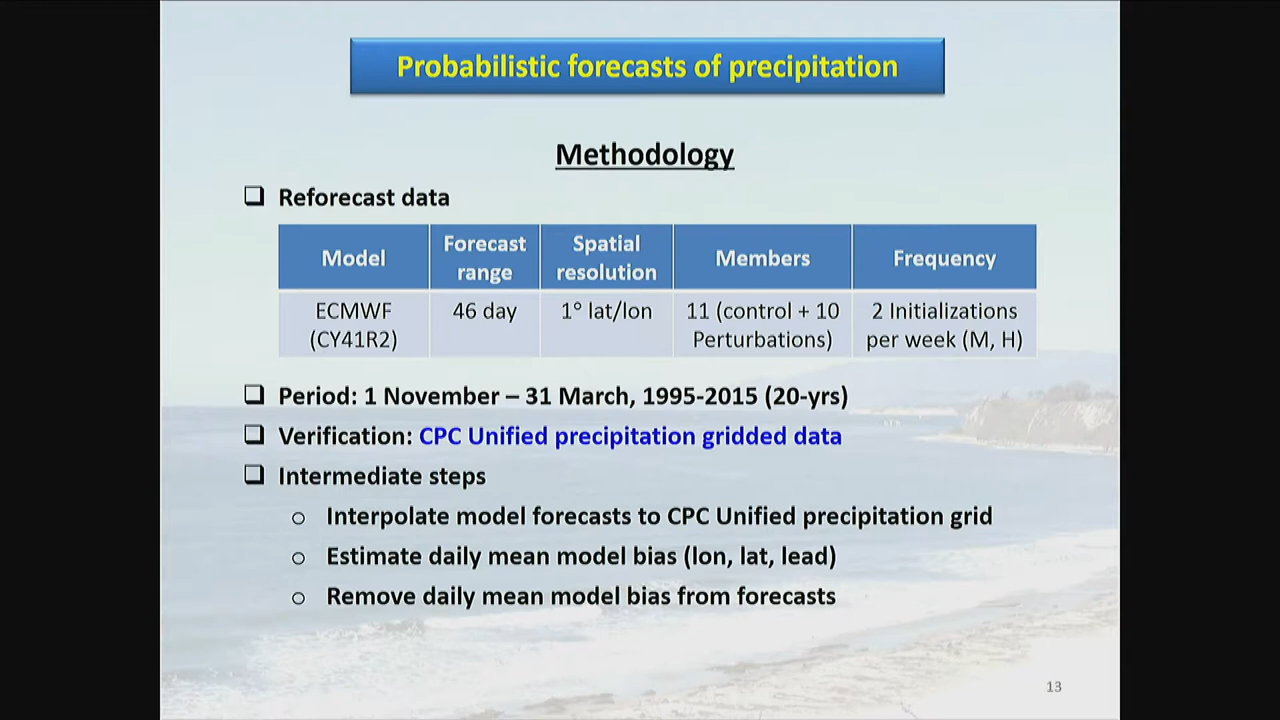 Probabilistic forecasts of precipitation
Methodology
❑ Reforecast data
Model
Forecast range
Spatial resolution
Members
Frequency
ECMWF (CY41R2)
46 day
1° lat/lon
11 (control + 10 Perturbations)
2 Initializations per week (M, H)
❑ Period: 1 November – 31 March, 1995-2015 (20-yrs)
❑ Verification: CPC Unified precipitation gridded data
❑ Intermediate steps
o Interpolate model forecasts to CPC Unified precipitation grid
o Estimate daily mean model bias (lon, lat, lead)
o Remove daily mean model bias from forecasts
13